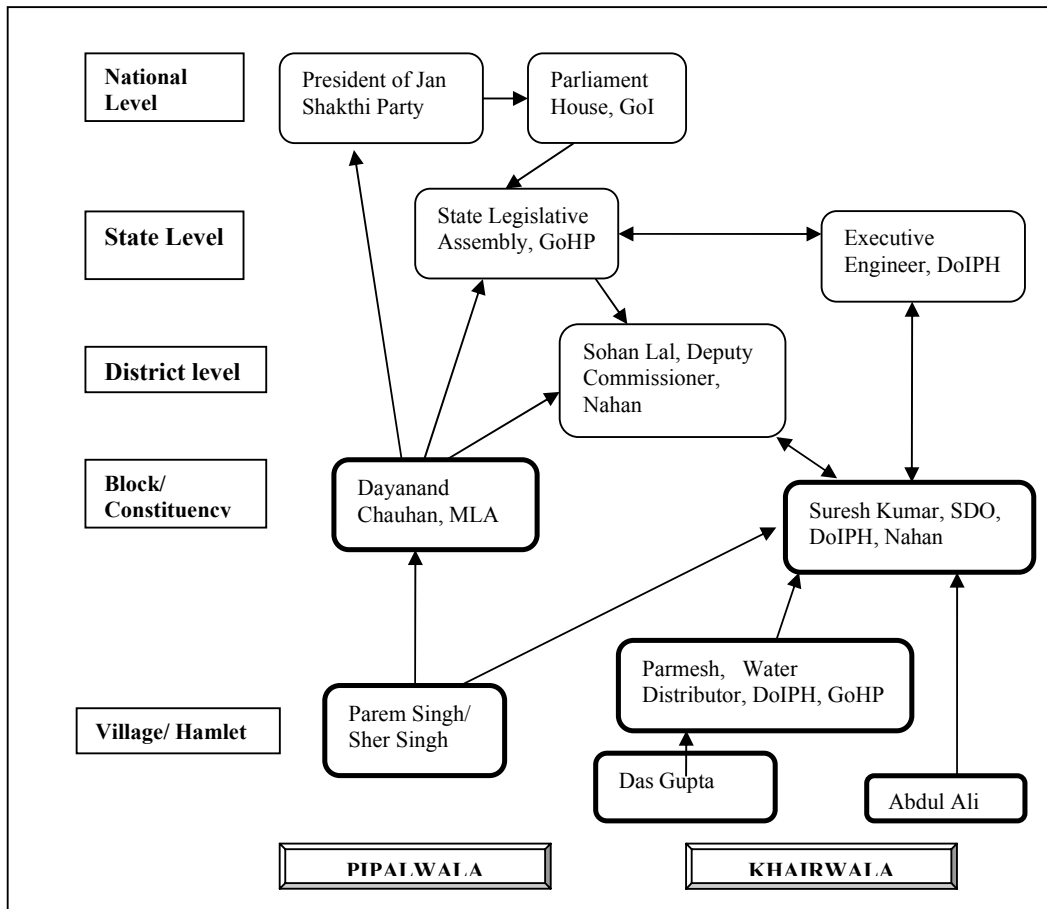 National
Level
President of Jan
Shakthi Party
Parliament
House, GoI
State Level
State Legislative
Assembly, GoHP
Executive
Engineer, DoIPH
District level
Sohan Lal, Deputy
Commissioner,
Nahan
Block/
Constituency
Dayanand
Chauhan, MLA
Suresh Kumar, SDO,
DoIPH, Nahan
Village/ Hamlet
Parem Singh/
Sher Singh
Parmesh, Water
Distributor, DoIPH, GoHP
Das Gupta
Abdul Ali
PIPALWALA
KHAIRWALA